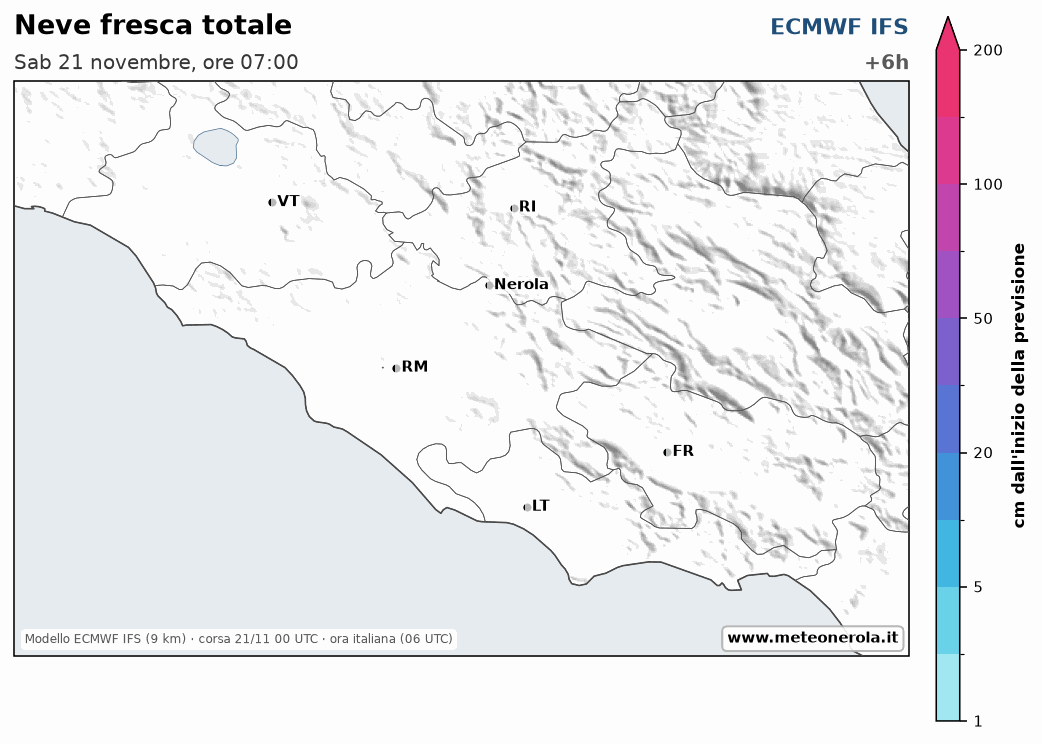 Neve fresca totale
ECMWF IFS
Sab 21 novembre, ore 07:00
+6h
VT
RI
Nerola
RM
FR
LT
Modello ECMWF IFS (9 km) · corsa 21/11 00 UTC · ora italiana (06 UTC)
www.meteonerola.it
200
100
50
20
5
1
cm dall'inizio della previsione